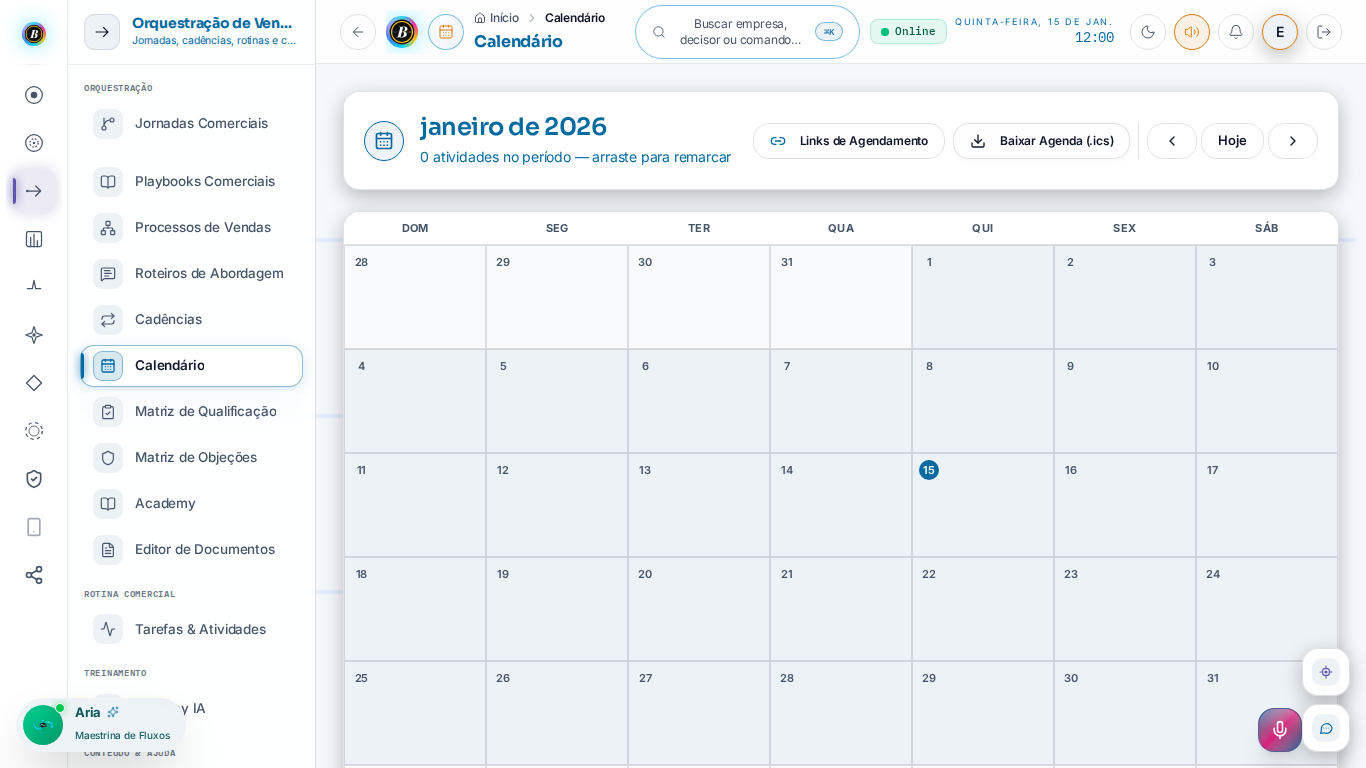 Orquestração de Ven...
Jornadas, cadências, rotinas e c...
ORQUESTRAÇÃO
Jornadas Comerciais
Playbooks Comerciais
Processos de Vendas
Roteiros de Abordagem
Cadências
Calendário
Matriz de Qualificação
Matriz de Objeções
Academy
Editor de Documentos
ROTINA COMERCIAL
Tarefas & Atividades
TREINAMENTO
IA
Aria
Maestrina de Fluxos
CONTEÚDO & AJUDA
B
Início > Calendário
Calendário
Buscar empresa,
decisor ou comando...
⌘K
Online
QUINTA-FEIRA, 15 DE JAN.
12:00
E
janeiro de 2026
0 atividades no período — arraste para remarcar
Links de Agendamento
Baixar Agenda (.ics)
Hoje
DOM SEG TER QUA QUI SEX SÁB
28 29 30 31 1 2 3
4 5 6 7 8 9 10
11 12 13 14 15 16 17
18 19 20 21 22 23 24
25 26 27 28 29 30 31